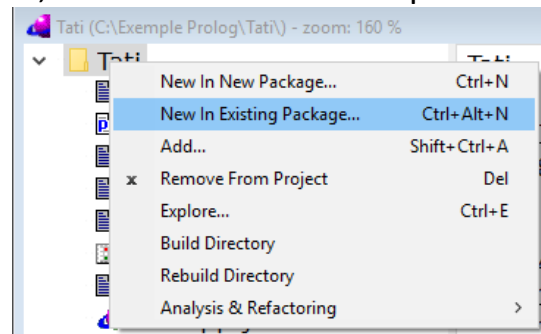 Tati (C:\Exemple Prolog\Tati\) - zoom: 160 %
Tati
New In New Package... Ctrl+N
New In Existing Package... Ctrl+Alt+N
Add... Shift+Ctrl+A
Remove From Project Del
Explore... Ctrl+E
Build Directory
Rebuild Directory
Analysis & Refactoring